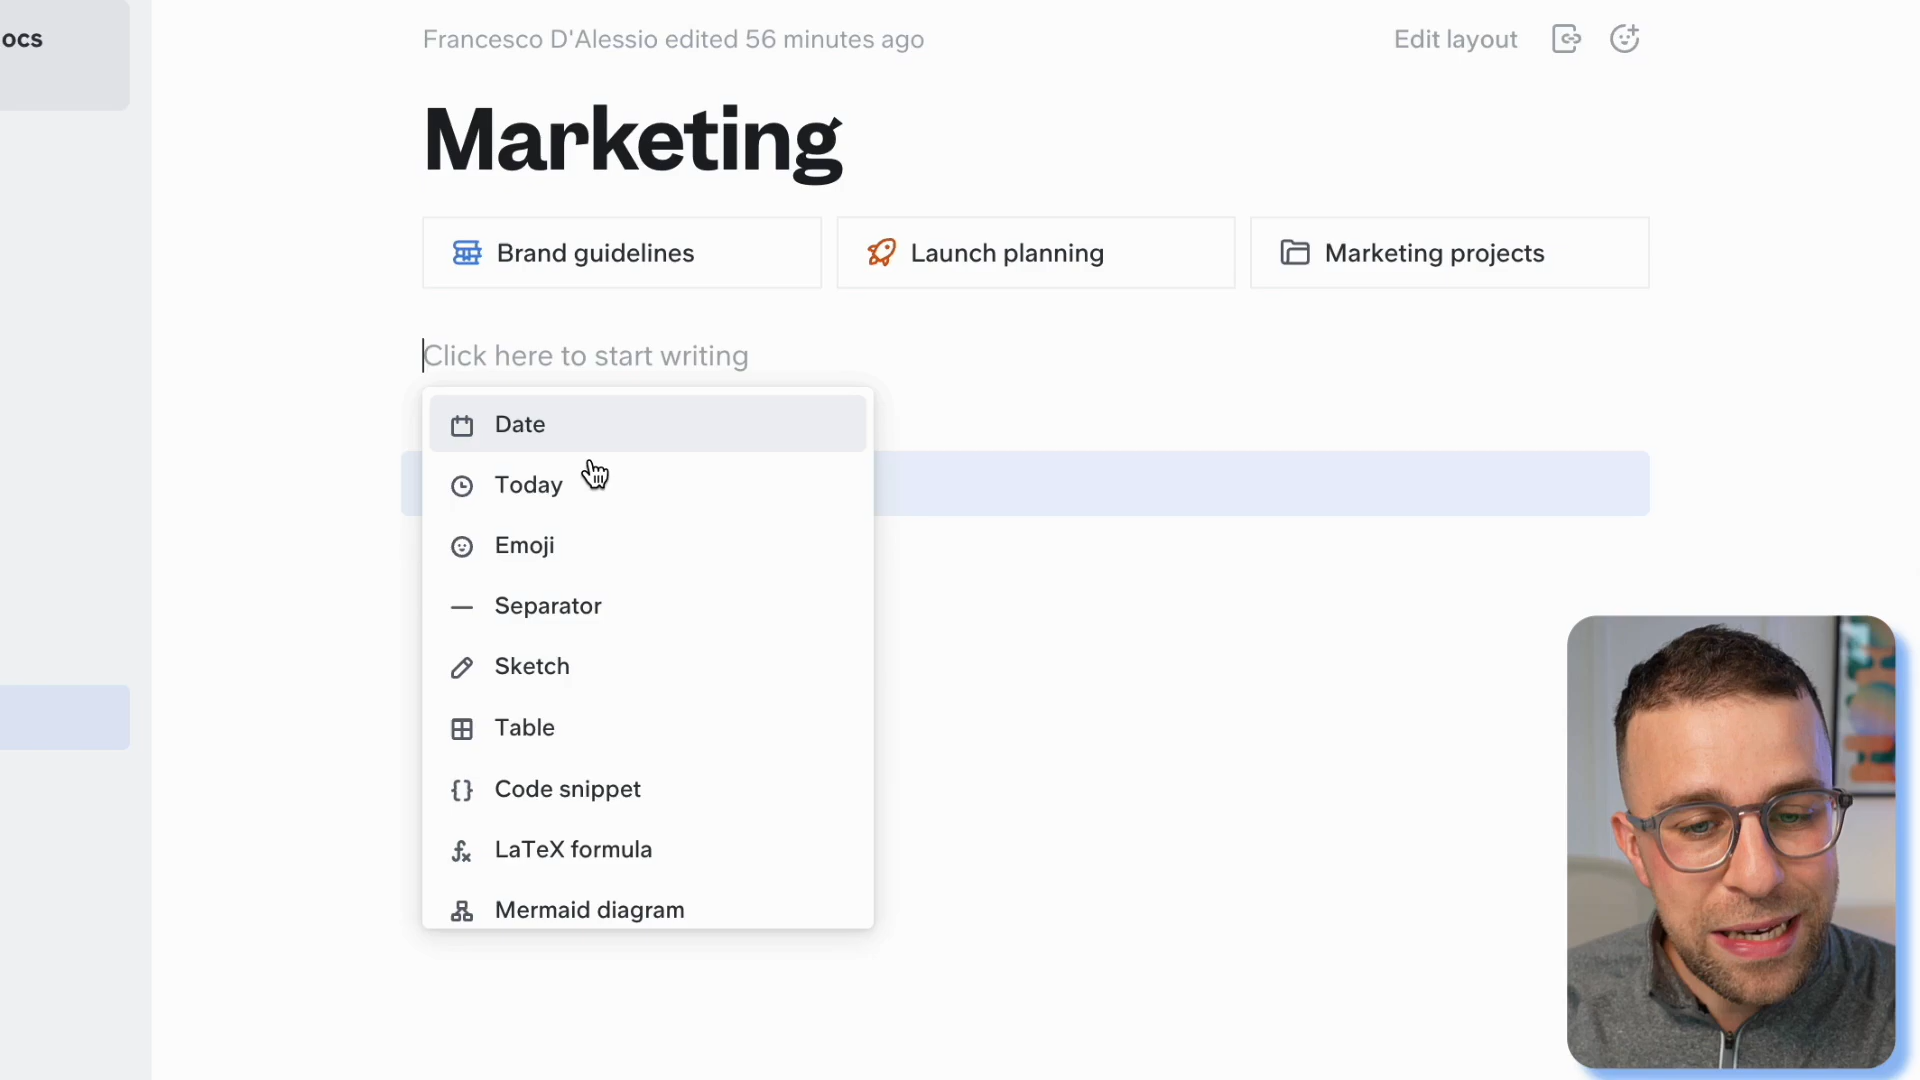 ocs
Francesco D'Alessio edited 56 minutes ago
Edit layout
Marketing
Brand guidelines
Launch planning
Marketing projects
Click here to start writing
Date
Today
Emoji
Separator
Sketch
Table
Code snippet
LaTeX formula
Mermaid diagram